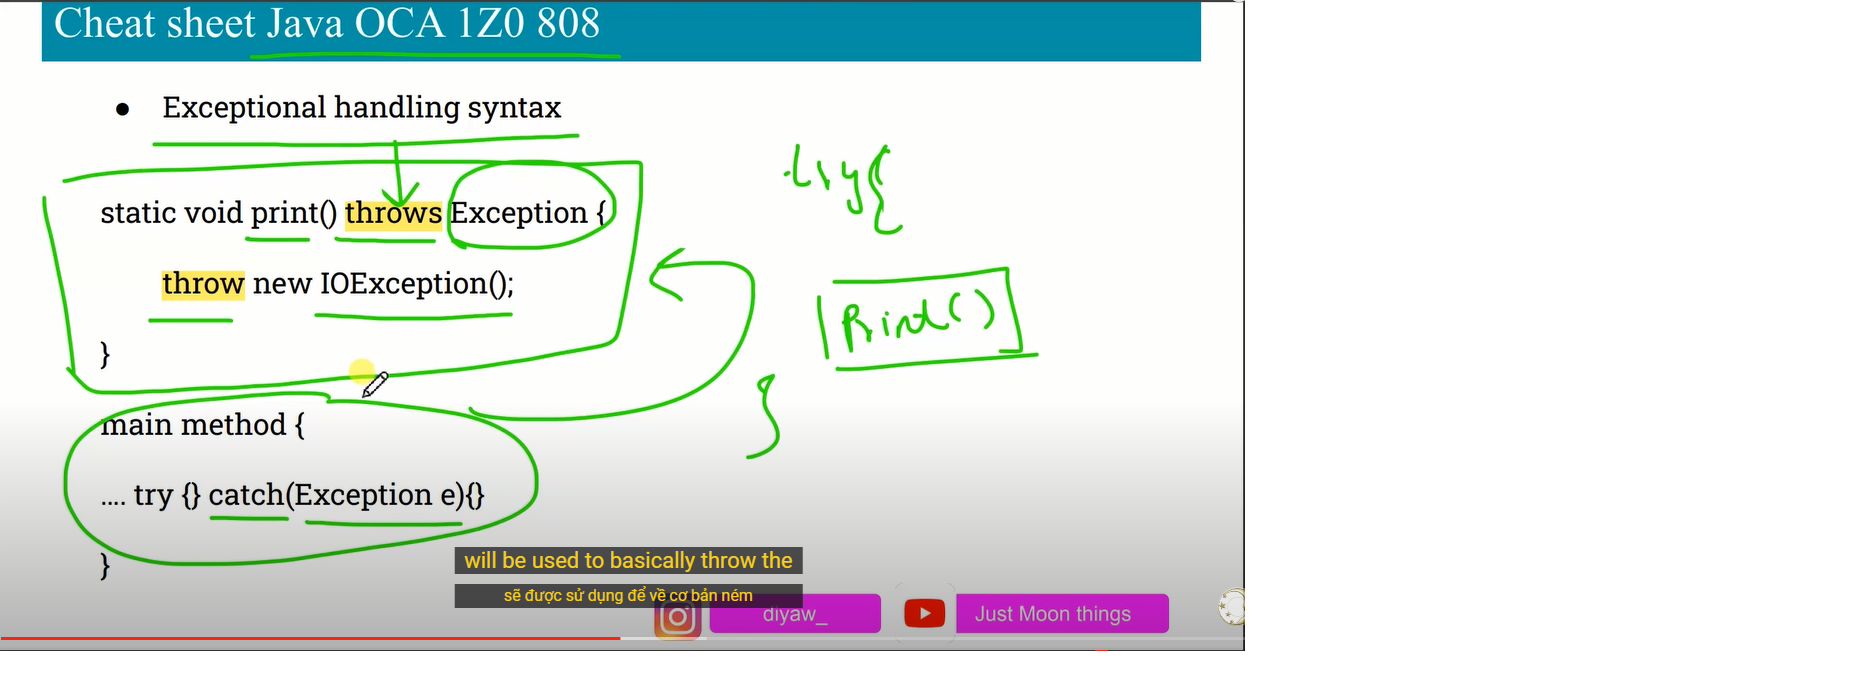 Cheat sheet Java OCA 1Z0 808
● Exceptional handling syntax
static void print() throws Exception {
throw new IOException();
}
main method {
.... try {} catch(Exception e){}
}
try{
Print()
}
will be used to basically throw the
sẽ được sử dụng để về cơ bản ném
diyaw_
Just Moon things